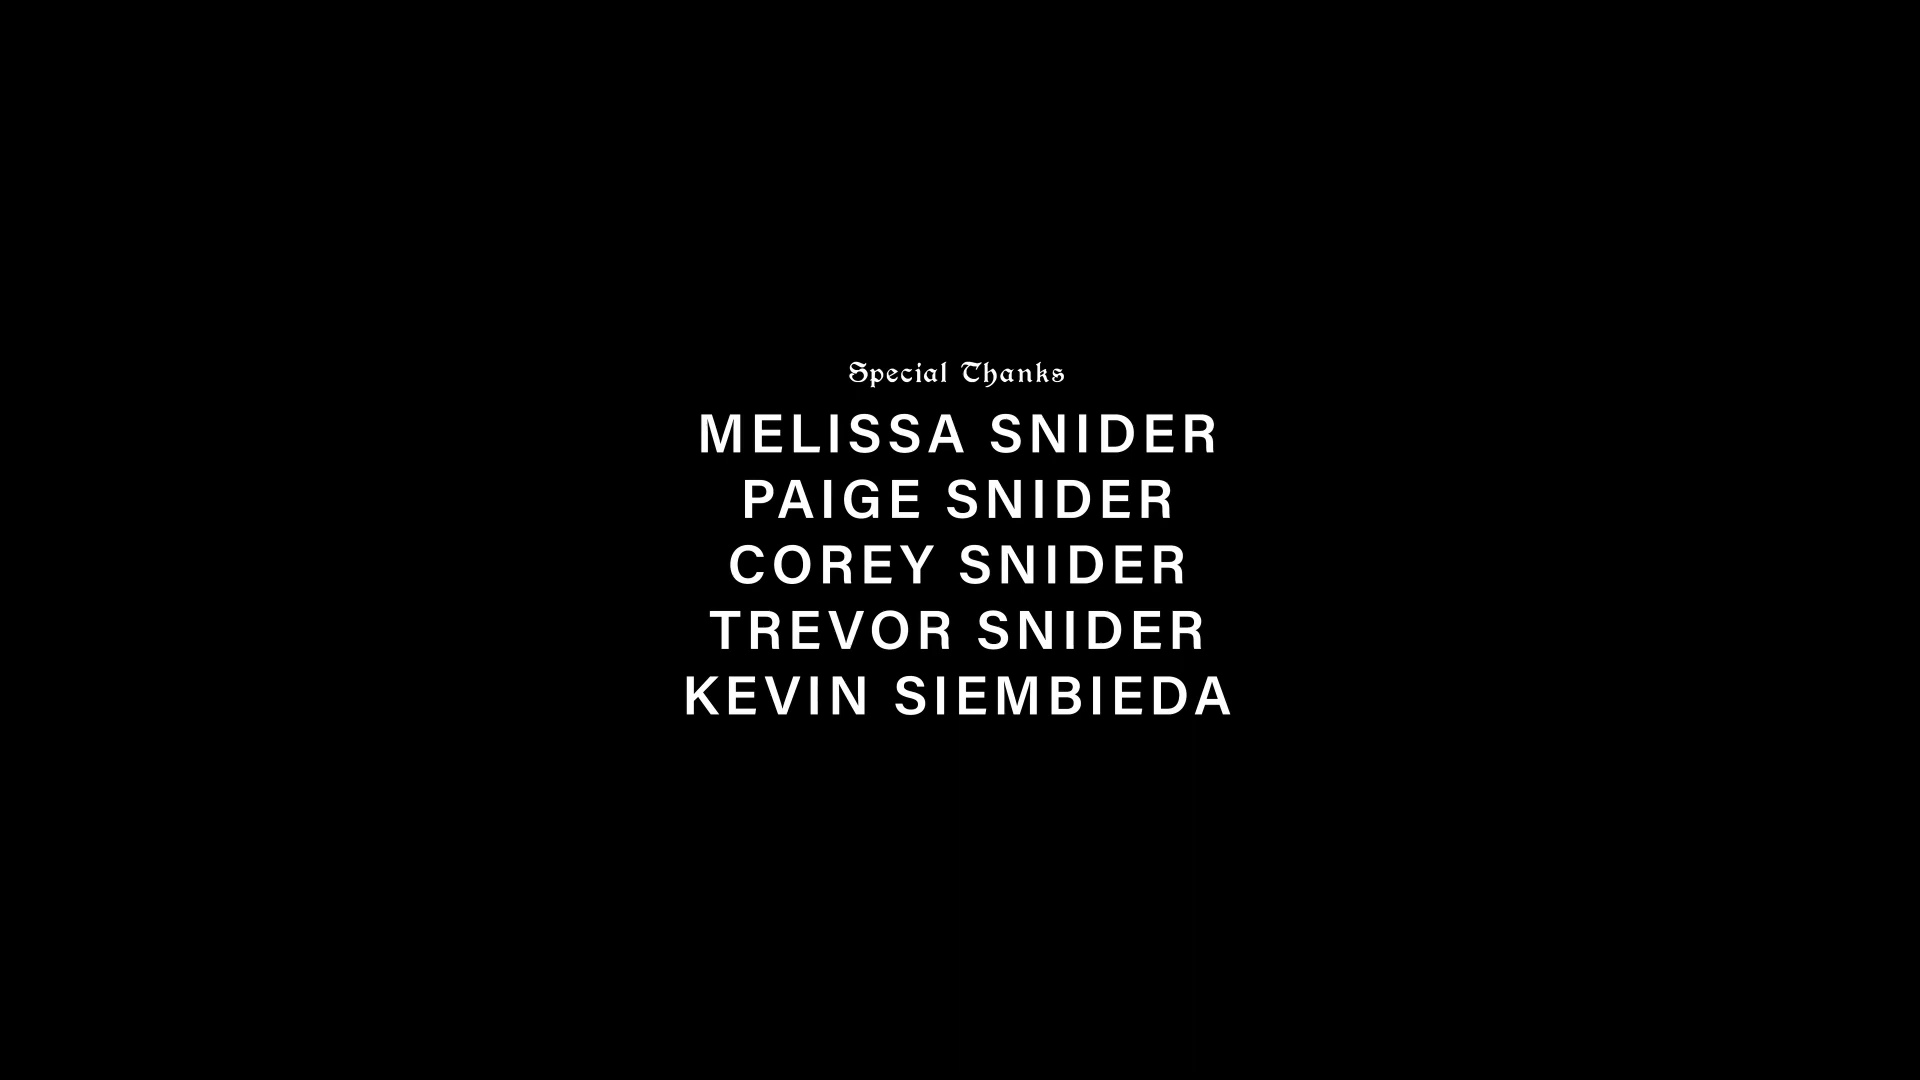 Special Thanks
MELISSA SNIDER
PAIGE SNIDER
COREY SNIDER
TREVOR SNIDER
KEVIN SIEMBIEDA